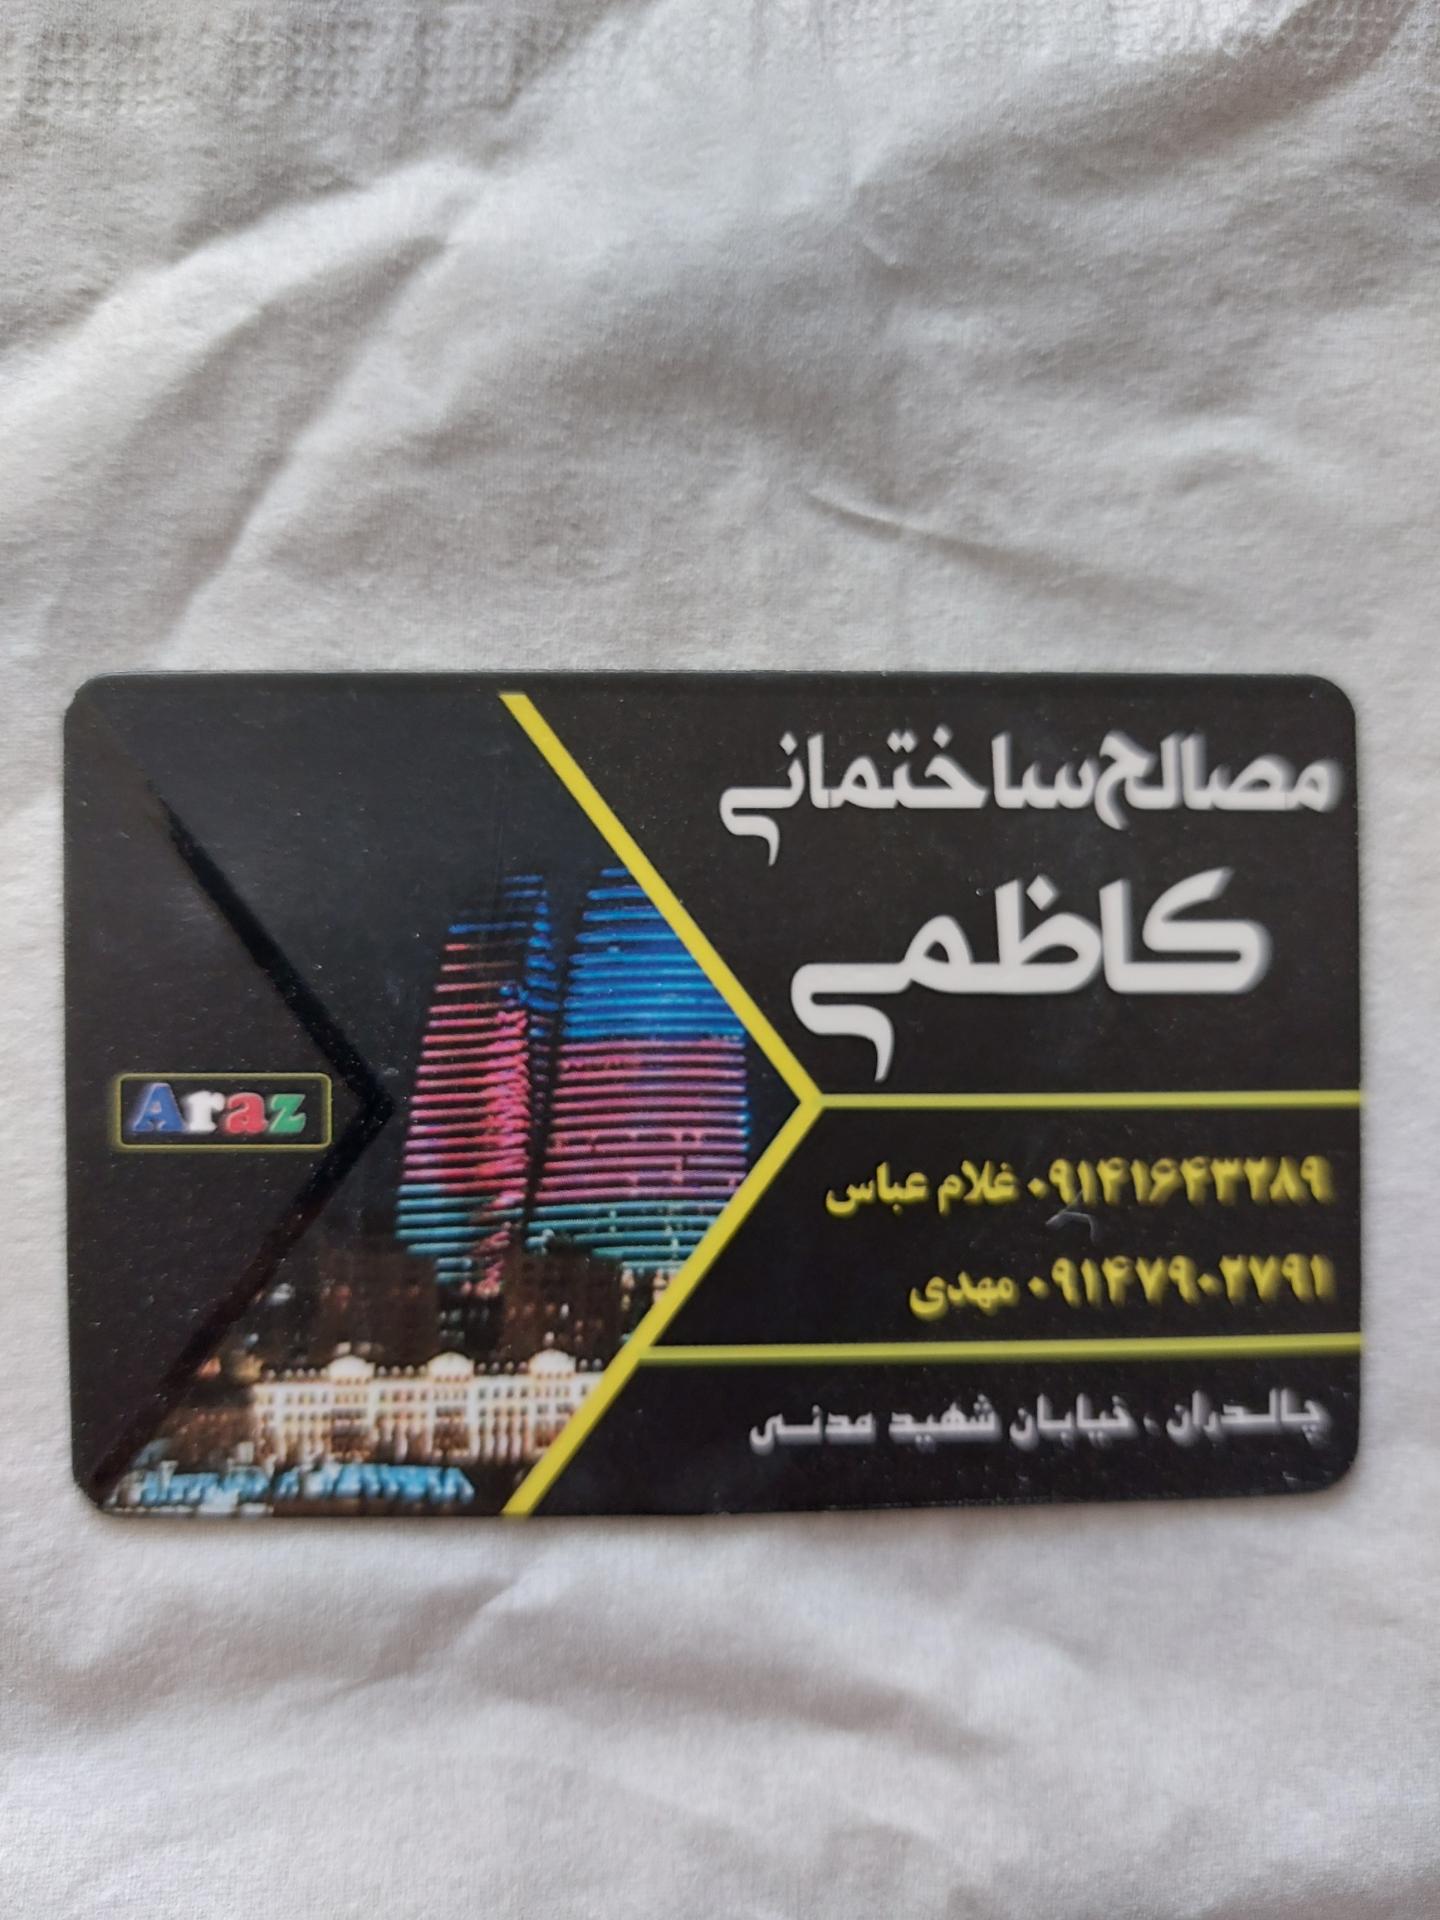 مصالح ساختمانی
کاظمی
۰۹۱۴۱۶۴۳۲۸۹ غلام عباس
۰۹۱۴۷۹۰۲۷۹۱ مهدی
چالدران - خیابان شهید مدنی
Araz